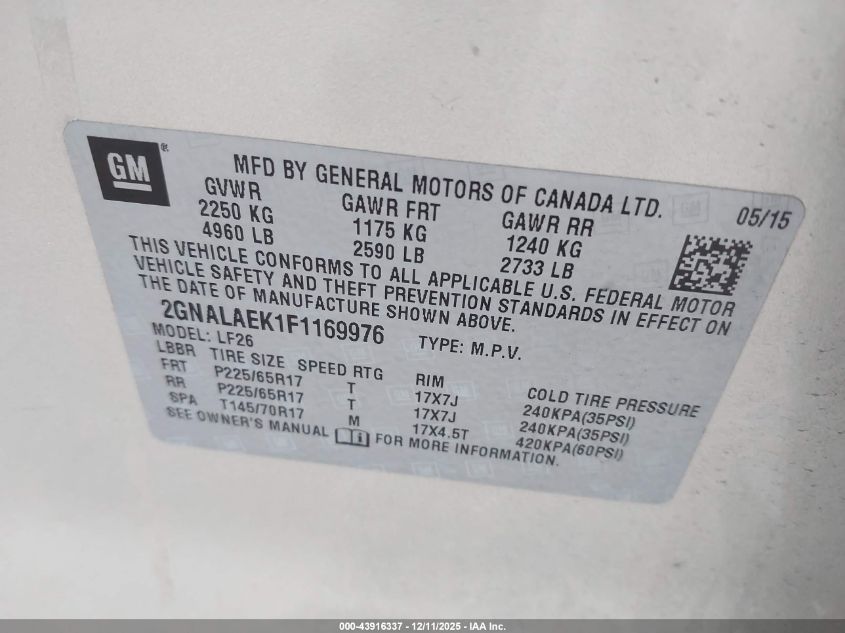 GM®
MFD BY GENERAL MOTORS OF CANADA LTD.
05/15
GVWR GAWR FRT GAWR RR
2250 KG 1175 KG 1240 KG
4960 LB 2590 LB 2733 LB
THIS VEHICLE CONFORMS TO ALL APPLICABLE U.S. FEDERAL MOTOR
VEHICLE SAFETY AND THEFT PREVENTION STANDARDS IN EFFECT ON
THE DATE OF MANUFACTURE SHOWN ABOVE.
2GNALAEK1F1169976 TYPE: M.P.V.
MODEL: LF26
LBBR TIRE SIZE SPEED RTG RIM COLD TIRE PRESSURE
FRT P225/65R17 T 17X7J 240KPA(35PSI)
RR P225/65R17 T 17X7J 240KPA(35PSI)
SPA T145/70R17 M 17X4.5T 420KPA(60PSI)
SEE OWNER'S MANUAL FOR MORE INFORMATION.
000-43916337 - 12/11/2025 - IAA Inc.